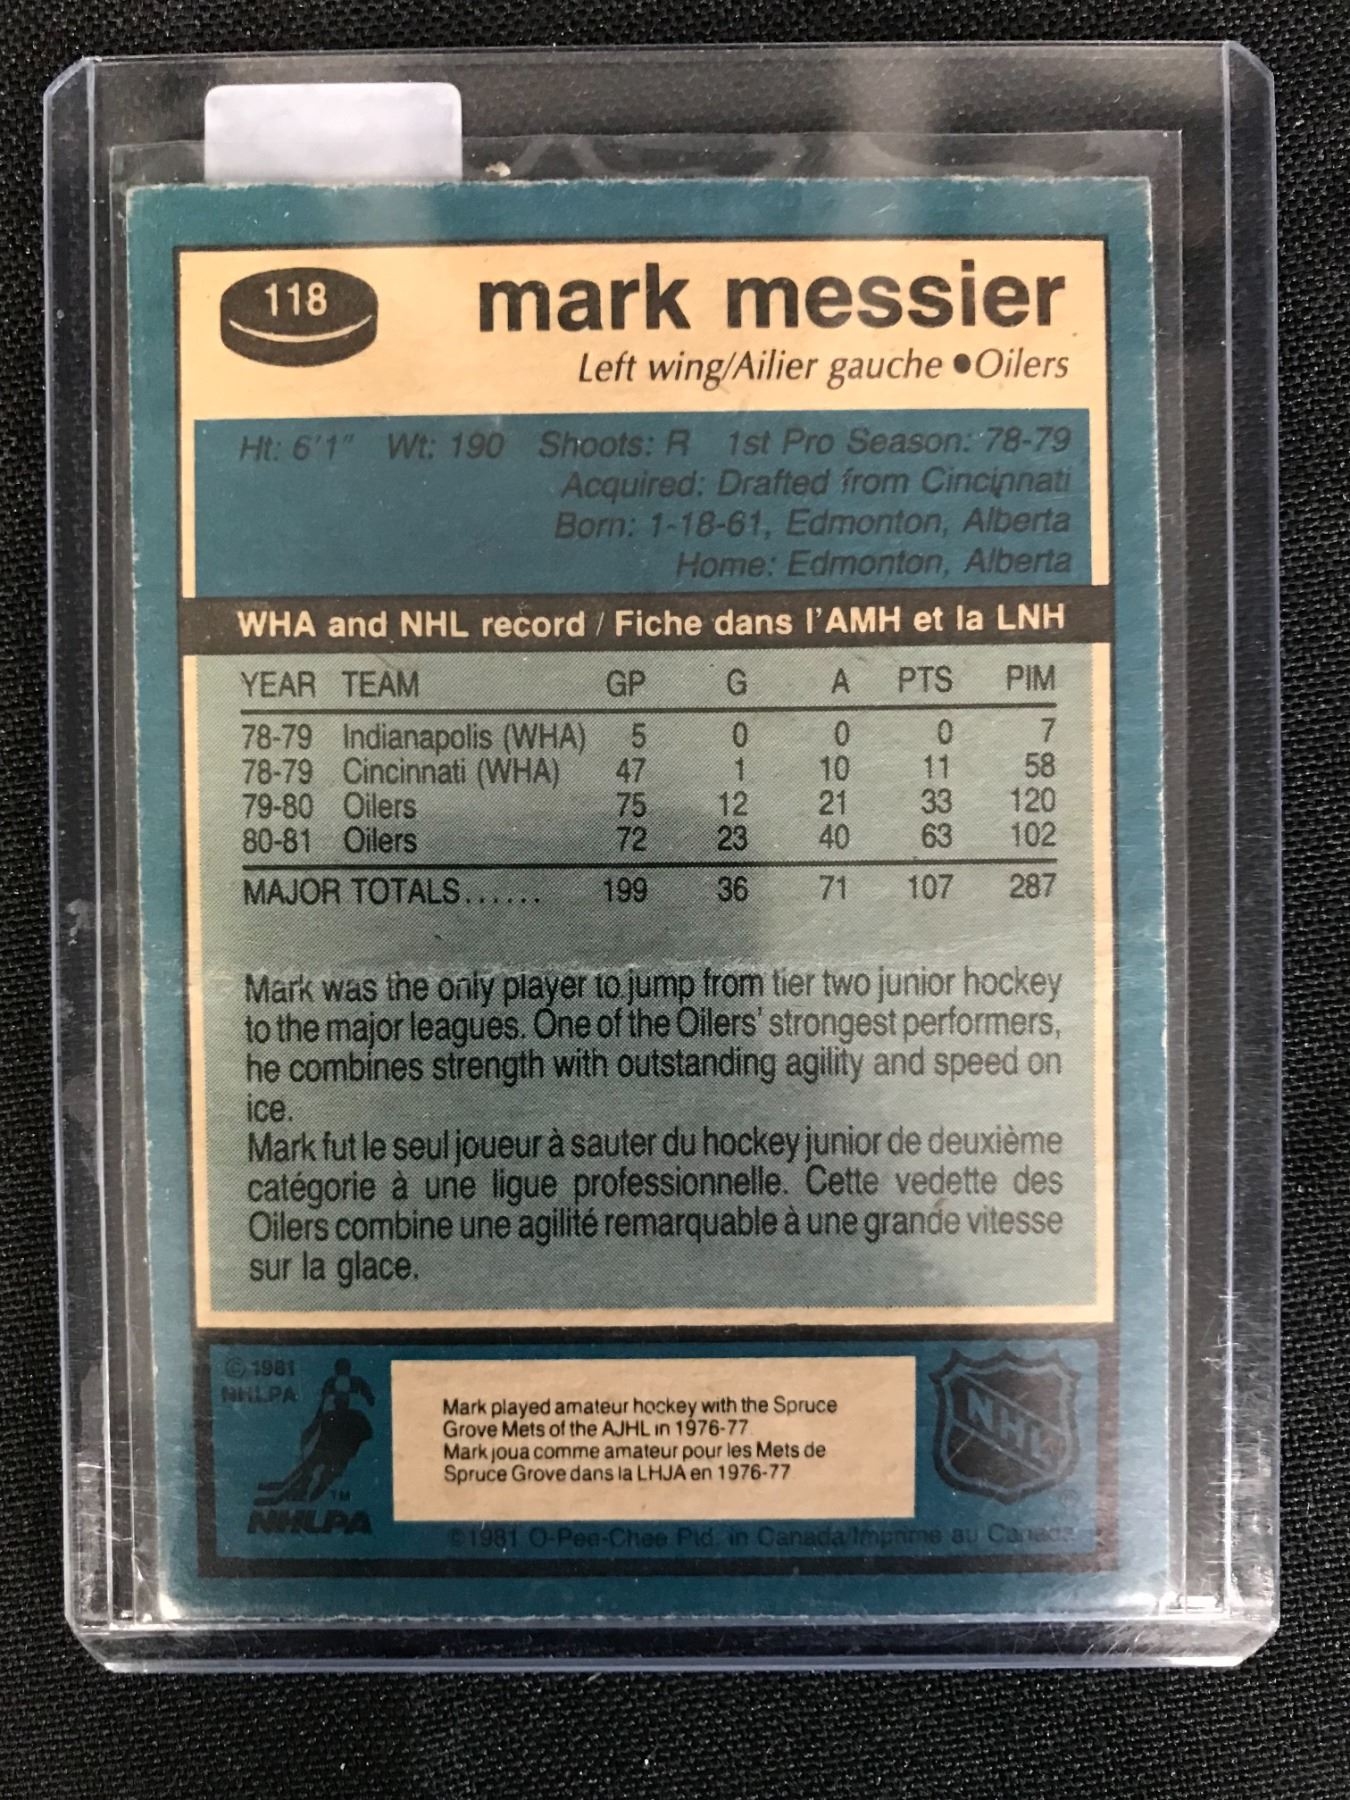 118
mark messier
Left wing/Ailier gauche ● Oilers
Ht: 6'1" Wt: 190 Shoots: R 1st Pro Season: 78-79
Acquired: Drafted from Cincinnati
Born: 1-18-61, Edmonton, Alberta
Home: Edmonton, Alberta
WHA and NHL record / Fiche dans l'AMH et la LNH
YEAR TEAM GP G A PTS PIM
78-79 Indianapolis (WHA) 5 0 0 0 7
78-79 Cincinnati (WHA) 47 1 10 11 58
79-80 Oilers 75 12 21 33 120
80-81 Oilers 72 23 40 63 102
MAJOR TOTALS...... 199 36 71 107 287
Mark was the only player to jump from tier two junior hockey
to the major leagues. One of the Oilers' strongest performers,
he combines strength with outstanding agility and speed on
ice.
Mark fut le seul joueur à sauter du hockey junior de deuxième
catégorie à une ligue professionnelle. Cette vedette des
Oilers combine une agilité remarquable à une grande vitesse
sur la glace.
© 1981
NHLPA
TM
NHLPA
Mark played amateur hockey with the Spruce
Grove Mets of the AJHL in 1976-77.
Mark joua comme amateur pour les Mets de
Spruce Grove dans la LHJA en 1976-77
NHL
©1981 O-Pee-Chee Ptd. in Canada/Imprimé au Canada